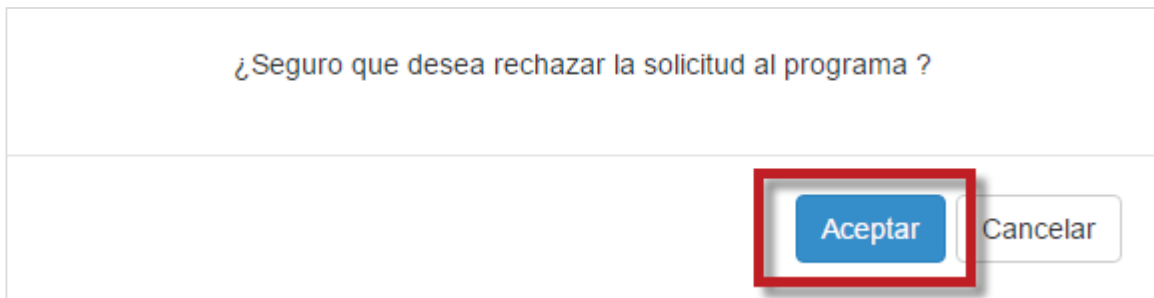 ¿Seguro que desea rechazar la solicitud al programa ?
Aceptar Cancelar